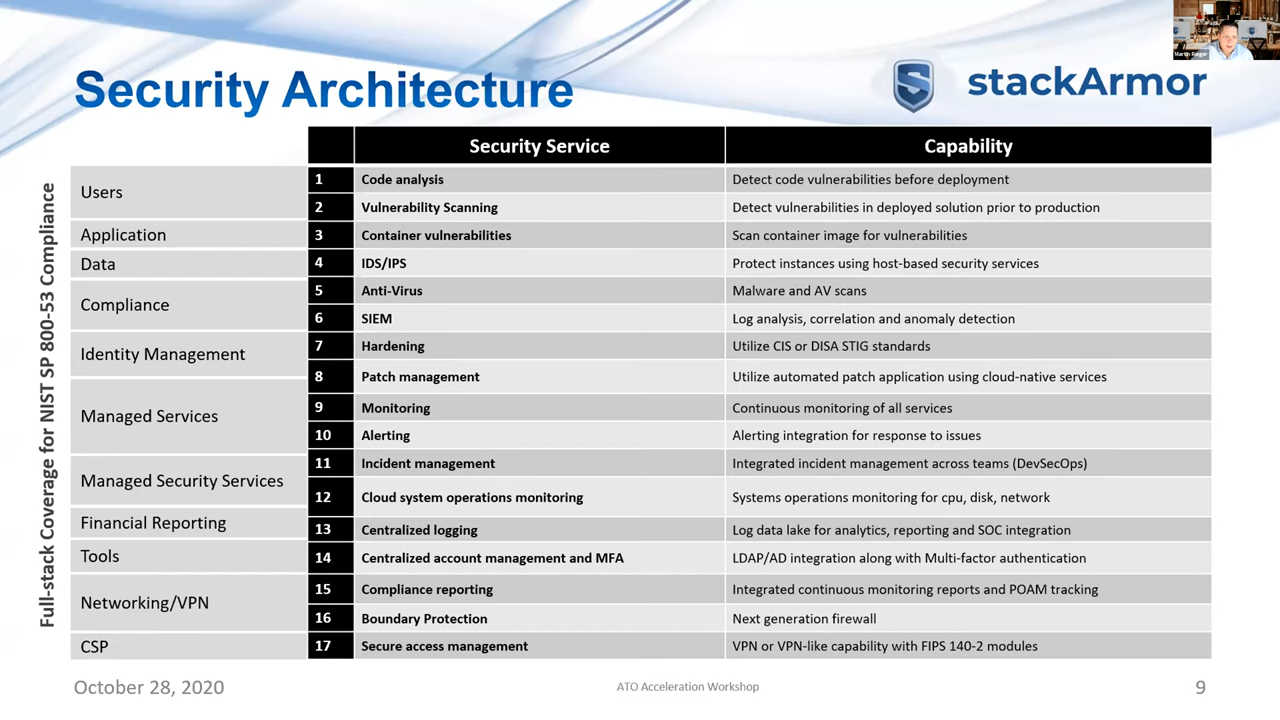 Martin Rieger
Security Architecture
stackArmor
Full-stack Coverage for NIST SP 800-53 Compliance
Users
Application
Data
Compliance
Identity Management
Managed Services
Managed Security Services
Financial Reporting
Tools
Networking/VPN
CSP
Security Service Capability
1 Code analysis Detect code vulnerabilities before deployment
2 Vulnerability Scanning Detect vulnerabilities in deployed solution prior to production
3 Container vulnerabilities Scan container image for vulnerabilities
4 IDS/IPS Protect instances using host-based security services
5 Anti-Virus Malware and AV scans
6 SIEM Log analysis, correlation and anomaly detection
7 Hardening Utilize CIS or DISA STIG standards
8 Patch management Utilize automated patch application using cloud-native services
9 Monitoring Continuous monitoring of all services
10 Alerting Alerting integration for response to issues
11 Incident management Integrated incident management across teams (DevSecOps)
12 Cloud system operations monitoring Systems operations monitoring for cpu, disk, network
13 Centralized logging Log data lake for analytics, reporting and SOC integration
14 Centralized account management and MFA LDAP/AD integration along with Multi-factor authentication
15 Compliance reporting Integrated continuous monitoring reports and POAM tracking
16 Boundary Protection Next generation firewall
17 Secure access management VPN or VPN-like capability with FIPS 140-2 modules
October 28, 2020
ATO Acceleration Workshop
9